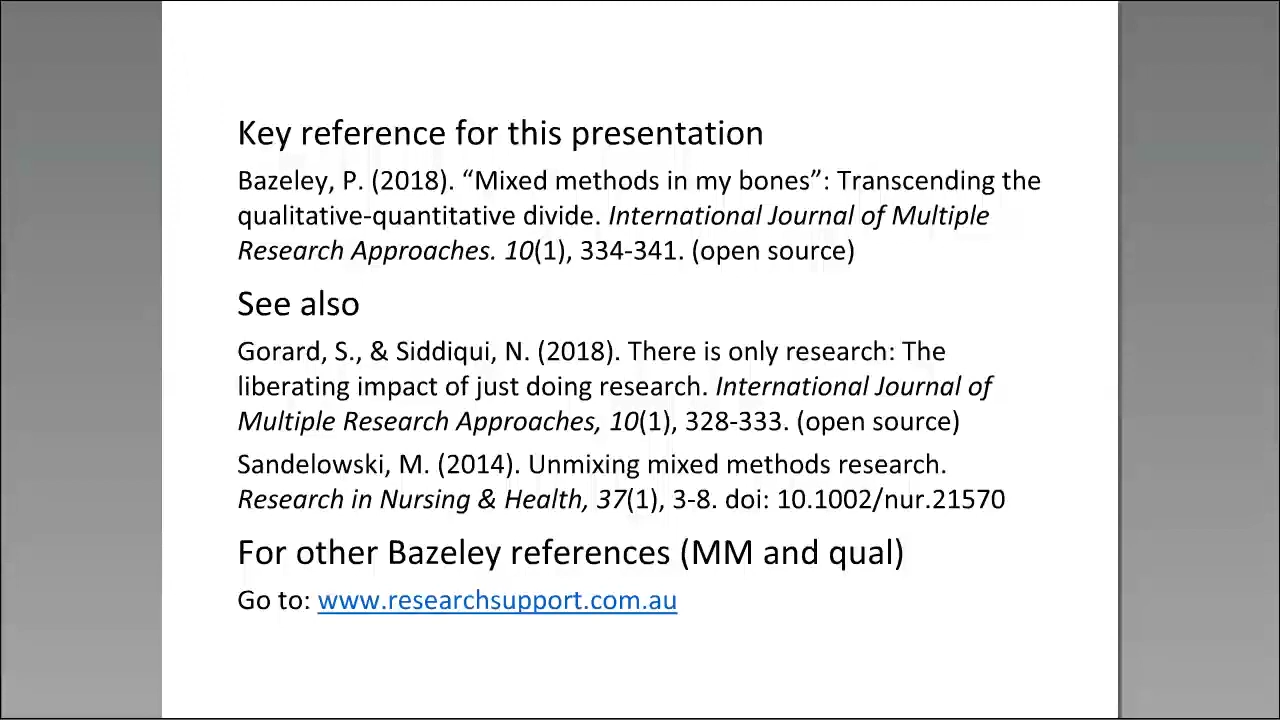 Key reference for this presentation
Bazeley, P. (2018). “Mixed methods in my bones”: Transcending the
qualitative-quantitative divide. International Journal of Multiple
Research Approaches. 10(1), 334-341. (open source)
See also
Gorard, S., & Siddiqui, N. (2018). There is only research: The
liberating impact of just doing research. International Journal of
Multiple Research Approaches, 10(1), 328-333. (open source)
Sandelowski, M. (2014). Unmixing mixed methods research.
Research in Nursing & Health, 37(1), 3-8. doi: 10.1002/nur.21570
For other Bazeley references (MM and qual)
Go to: www.researchsupport.com.au